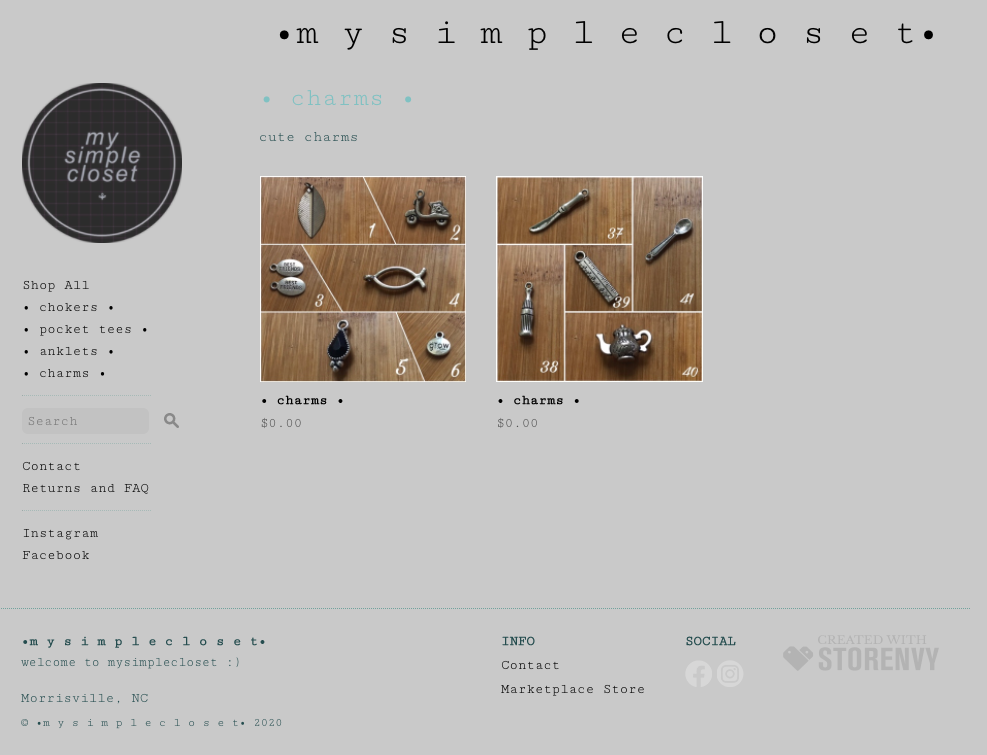 •m y s i m p l e c l o s e t•
my
simple
closet
• charms •
cute charms
1
2
BEST FRIENDS
BEST FRIENDS
3
4
5
grow
6
37
41
39
38
40
• charms •
$0.00
• charms •
$0.00
Shop All
• chokers •
• pocket tees •
• anklets •
• charms •
Search
Contact
Returns and FAQ
Instagram
Facebook
•m y s i m p l e c l o s e t•
welcome to mysimplecloset :)
Morrisville, NC
© •m y s i m p l e c l o s e t• 2020
INFO
Contact
Marketplace Store
SOCIAL
CREATED WITH
STORENVY